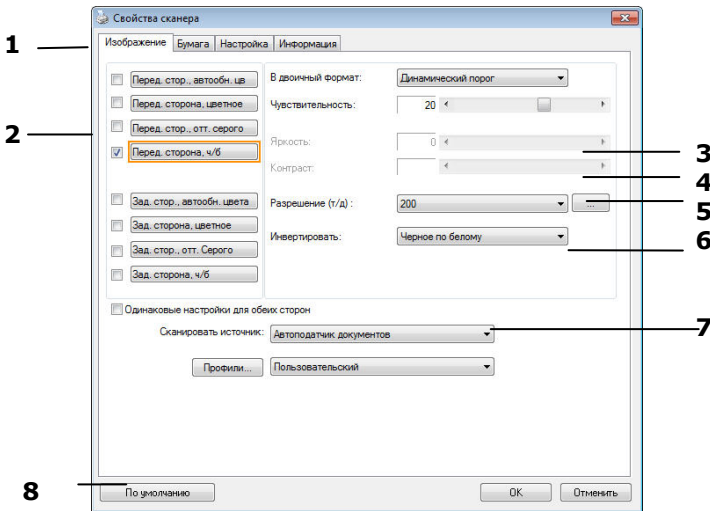 Свойства сканера
1
Изображение Бумага Настройка Информация
Перед. стор., автообн. цв
В двоичный формат: Динамический порог
2
Перед. сторона, цветное
Чувствительность: 20
Перед. стор., отт. серого
Яркость: 0
3
Перед. сторона, ч/б
Контраст:
4
Зад. стор., автообн. цвета
Разрешение (т/д) : 200 ...
5
Зад. сторона, цветное
Инвертировать: Черное по белому
6
Зад. стор., отт. Серого
Зад. сторона, ч/б
Одинаковые настройки для обеих сторон
Сканировать источник: Автоподатчик документов
7
Профили... Пользовательский
8
По умолчанию OK Отменить